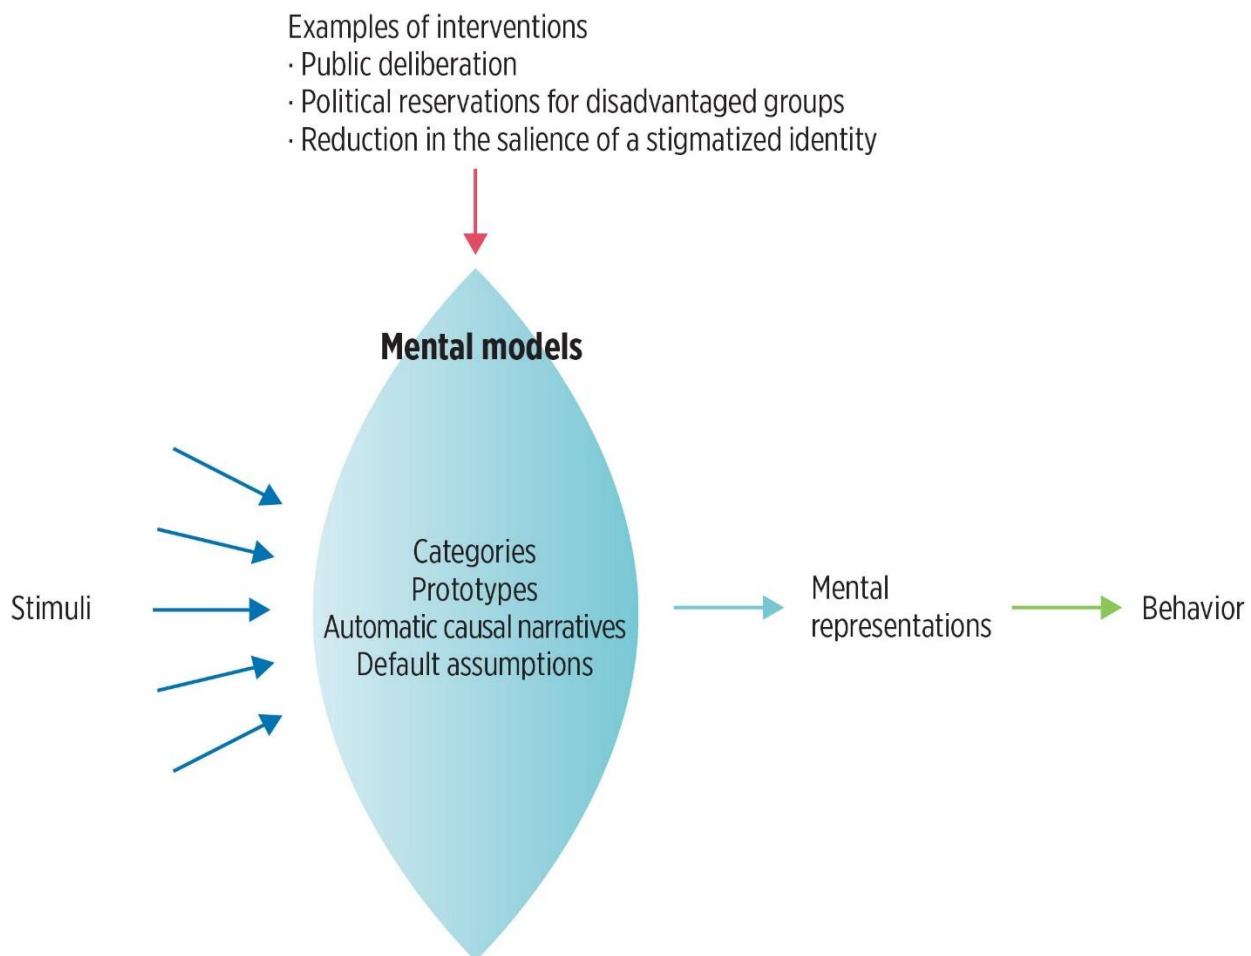 Examples of interventions
· Public deliberation
· Political reservations for disadvantaged groups
· Reduction in the salience of a stigmatized identity
Mental models
Categories
Prototypes
Automatic causal narratives
Default assumptions
Stimuli
Mental
representations
Behavior